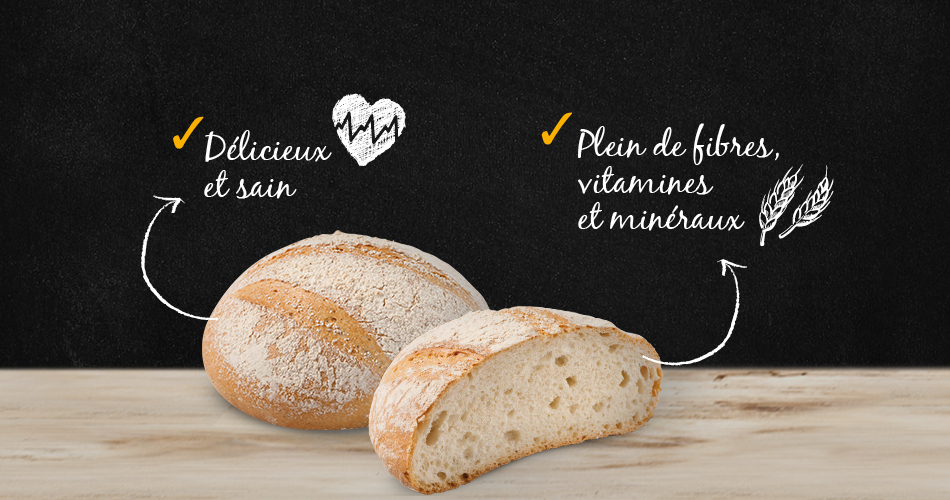 Délicieux
et sain
Plein de fibres,
vitamines
et minéraux